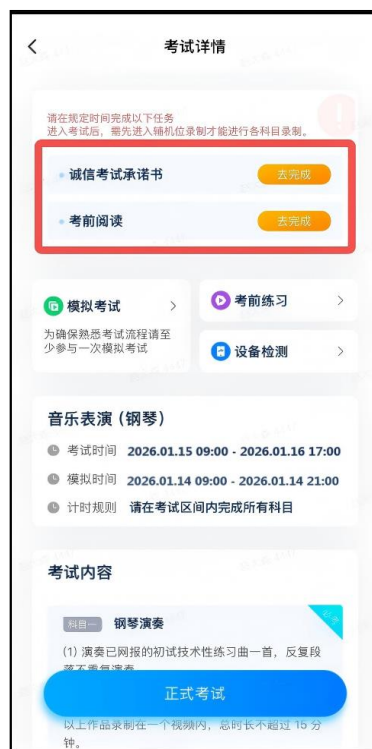 考试详情
请在规定时间完成以下任务
进入考试后，需先进入辅机位录制才能进行各科目录制。
诚信考试承诺书
去完成
考前阅读
去完成
模拟考试
为确保熟悉考试流程请至
少参与一次模拟考试
考前练习
设备检测
音乐表演（钢琴）
考试时间 2026.01.15 09:00 - 2026.01.16 17:00
模拟时间 2026.01.14 09:00 - 2026.01.14 21:00
计时规则 请在考试区间内完成所有科目
考试内容
科目一 钢琴演奏
(1) 演奏已网报的初试技术性练习曲一首，反复段
落不重复演奏
正式考试
以上作品录制在一个视频内，总时长不超过 15 分
钟。